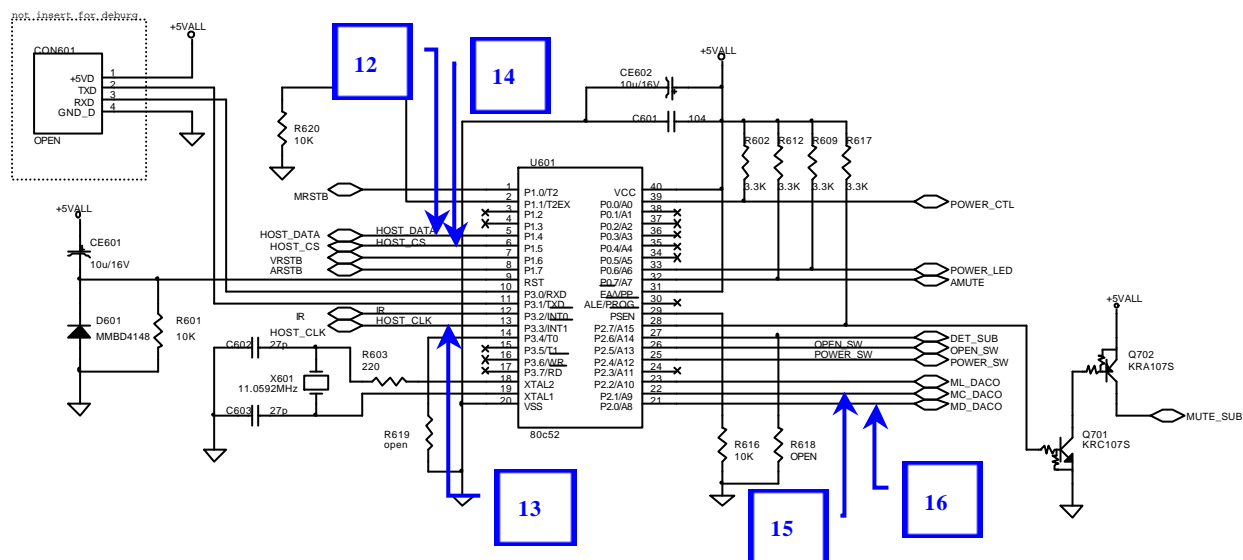 not insert for deburg
CON601
+5VD
TXD
RXD
GND_D
1
2
3
4
OPEN
+5VALL
12
14
R620
10K
CE602
10u/16V
C601
104
+5VALL
R602
R612
R609
R617
3.3K
3.3K
3.3K
3.3K
U601
MRSTB
1
P1.0/T2
2
P1.1/T2EX
3
P1.2
4
P1.3
HOST_DATA
HOST_DATA
5
P1.4
HOST_CS
HOST_CS
6
P1.5
VRSTB
7
P1.6
ARSTB
8
P1.7
9
RST
10
P3.0/RXD
11
P3.1/TXD
IR
IR
12
P3.2/INT0
HOST_CLK
HOST_CLK
13
P3.3/INT1
14
P3.4/T0
15
P3.5/T1
16
P3.6/WR
17
P3.7/RD
18
XTAL2
19
XTAL1
20
VSS
80c52
VCC
40
P0.0/A0
39
POWER_CTL
P0.1/A1
38
P0.2/A2
37
P0.3/A3
36
P0.4/A4
35
P0.5/A5
34
P0.6/A6
33
POWER_LED
P0.7/A7
32
AMUTE
EA/VPP
31
ALE/PROG
30
PSEN
29
P2.7/A15
28
P2.6/A14
27
DET_SUB
P2.5/A13
26
OPEN_SW
OPEN_SW
P2.4/A12
25
POWER_SW
POWER_SW
P2.3/A11
24
P2.2/A10
23
ML_DACO
P2.1/A9
22
MC_DACO
P2.0/A8
21
MD_DACO
+5VALL
CE601
10u/16V
D601
MMBD4148
R601
10K
C602
27p
X601
11.0592MHz
C603
27p
R603
220
R619
open
R616
10K
R618
OPEN
+5VALL
Q702
KRA107S
MUTE_SUB
Q701
KRC107S
13
15
16